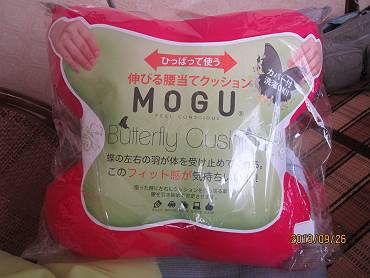 ひっぱって使う
伸びる腰当てクッション
カバー付
洗濯OK!!
MOGU®
FEEL CONSCIOUS
Butterfly Cush
蝶の左右の羽が体を受け止めてくれる。
このフィット感が気持ちいい
2013/09/26